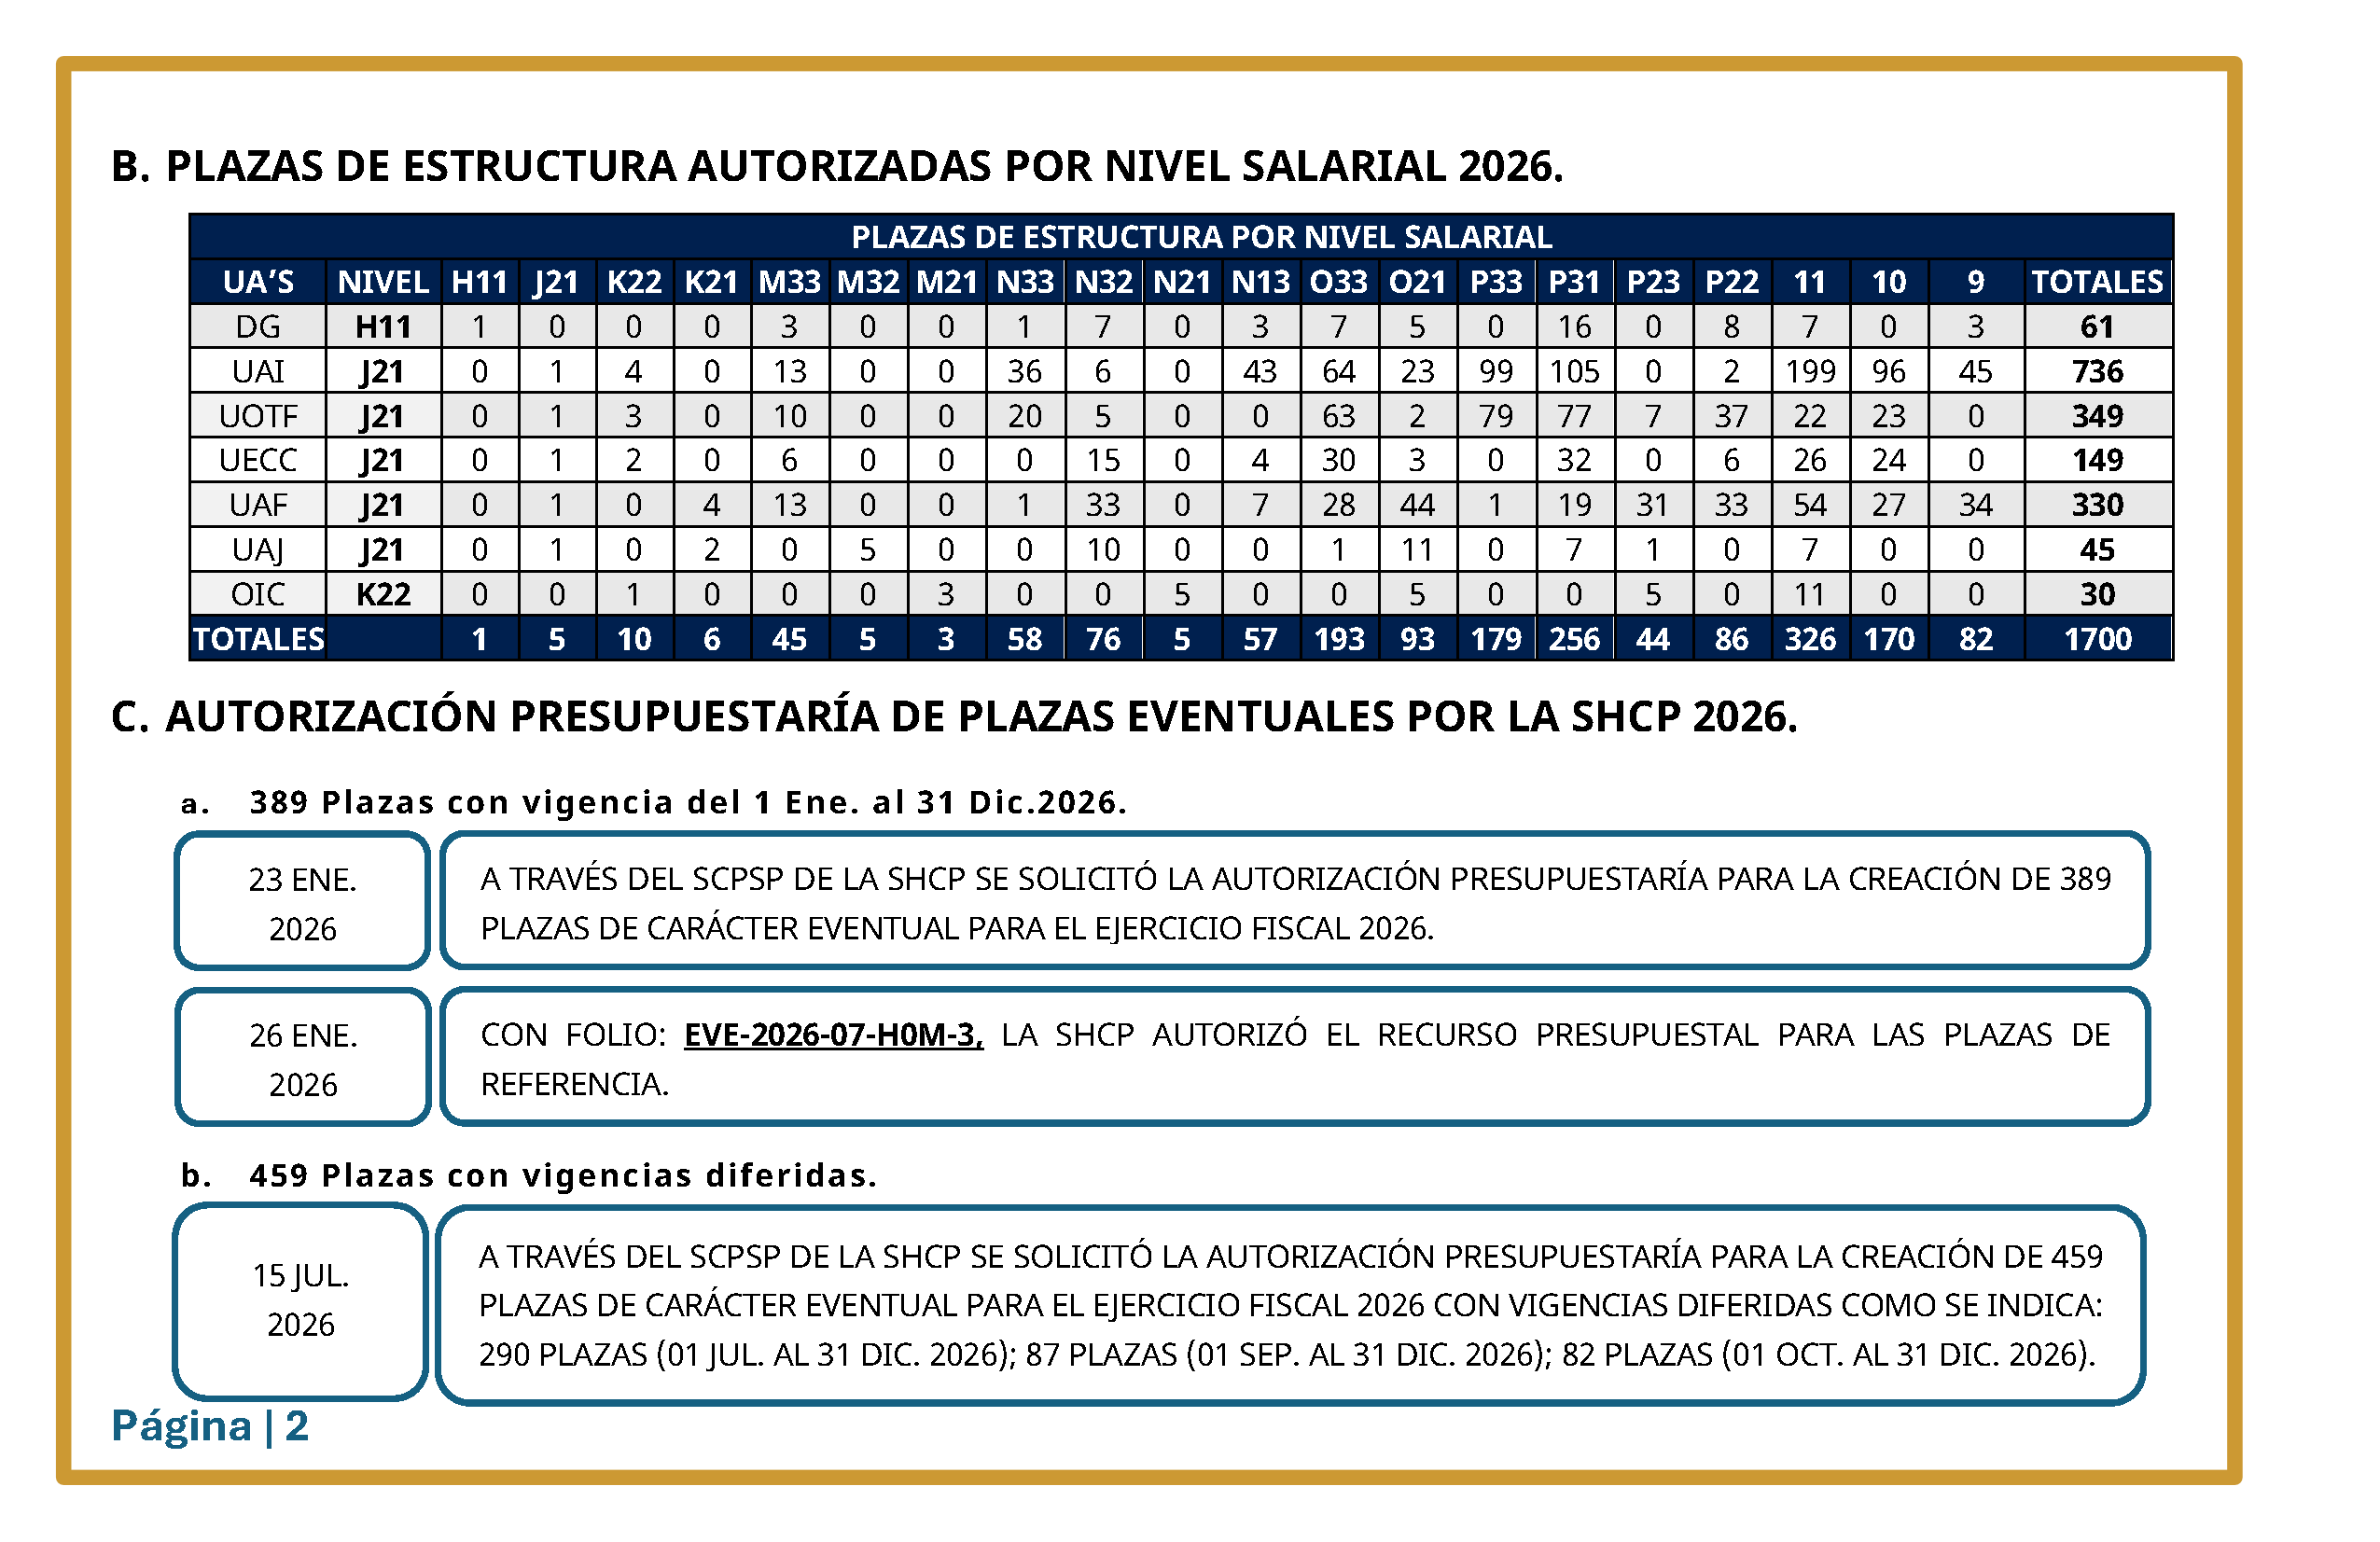 B. PLAZAS DE ESTRUCTURA AUTORIZADAS POR NIVEL SALARIAL 2026.
PLAZAS DE ESTRUCTURA POR NIVEL SALARIAL
UA’S NIVEL H11 J21 K22 K21 M33 M32 M21 N33 N32 N21 N13 O33 O21 P33 P31 P23 P22 11 10 9 TOTALES
DG H11 1 0 0 0 3 0 0 1 7 0 3 7 5 0 16 0 8 7 0 3 61
UAI J21 0 1 4 0 13 0 0 36 6 0 43 64 23 99 105 0 2 199 96 45 736
UOTF J21 0 1 3 0 10 0 0 20 5 0 0 63 2 79 77 7 37 22 23 0 349
UECC J21 0 1 2 0 6 0 0 0 15 0 4 30 3 0 32 0 6 26 24 0 149
UAF J21 0 1 0 4 13 0 0 1 33 0 7 28 44 1 19 31 33 54 27 34 330
UAJ J21 0 1 0 2 0 5 0 0 10 0 0 1 11 0 7 1 0 7 0 0 45
OIC K22 0 0 1 0 0 0 3 0 0 5 0 0 5 0 0 5 0 11 0 0 30
TOTALES 1 5 10 6 45 5 3 58 76 5 57 193 93 179 256 44 86 326 170 82 1700
C. AUTORIZACIÓN PRESUPUESTARÍA DE PLAZAS EVENTUALES POR LA SHCP 2026.
a. 389 Plazas con vigencia del 1 Ene. al 31 Dic.2026.
23 ENE.
2026
A TRAVÉS DEL SCPSP DE LA SHCP SE SOLICITÓ LA AUTORIZACIÓN PRESUPUESTARÍA PARA LA CREACIÓN DE 389
PLAZAS DE CARÁCTER EVENTUAL PARA EL EJERCICIO FISCAL 2026.
26 ENE.
2026
CON FOLIO: EVE-2026-07-H0M-3, LA SHCP AUTORIZÓ EL RECURSO PRESUPUESTAL PARA LAS PLAZAS DE
REFERENCIA.
b. 459 Plazas con vigencias diferidas.
15 JUL.
2026
A TRAVÉS DEL SCPSP DE LA SHCP SE SOLICITÓ LA AUTORIZACIÓN PRESUPUESTARÍA PARA LA CREACIÓN DE 459
PLAZAS DE CARÁCTER EVENTUAL PARA EL EJERCICIO FISCAL 2026 CON VIGENCIAS DIFERIDAS COMO SE INDICA:
290 PLAZAS (01 JUL. AL 31 DIC. 2026); 87 PLAZAS (01 SEP. AL 31 DIC. 2026); 82 PLAZAS (01 OCT. AL 31 DIC. 2026).
Página | 2